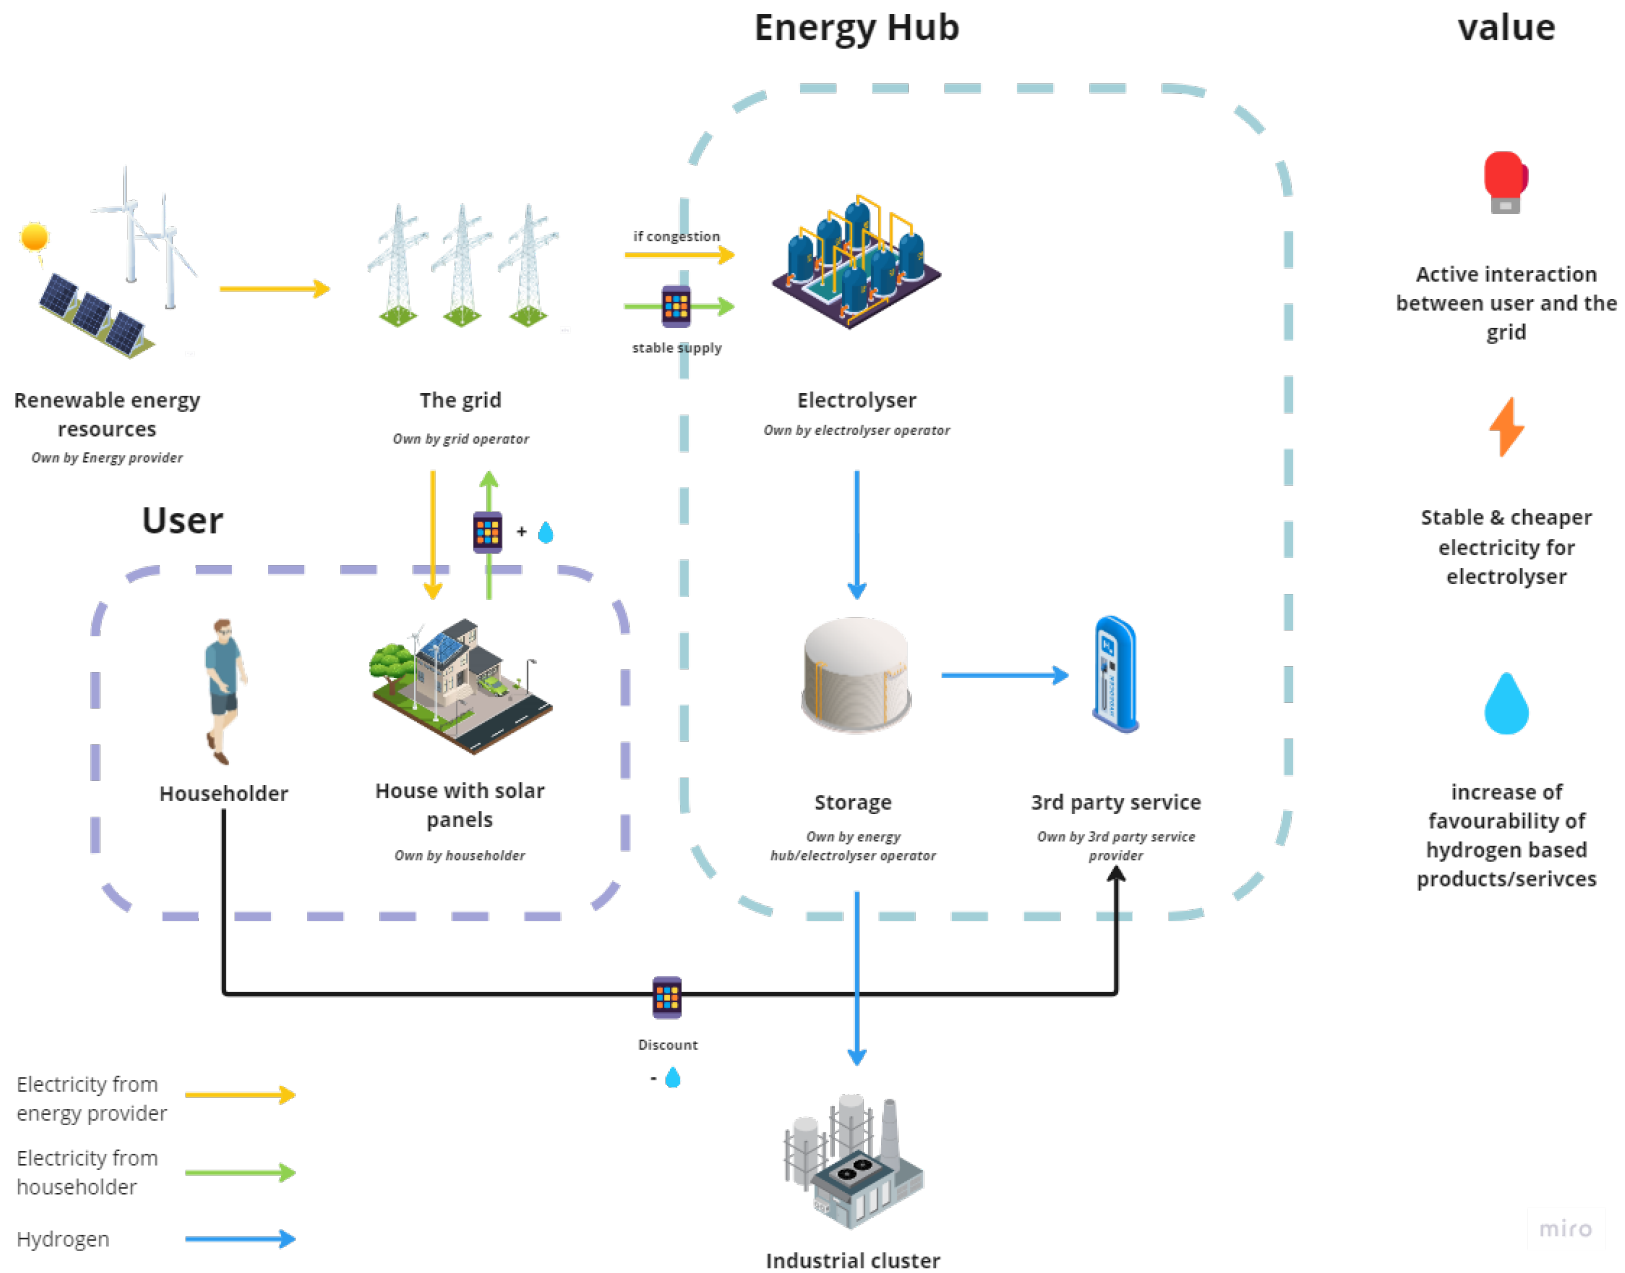 Energy Hub
value
if congestion
stable supply
Active interaction
between user and the
grid
Renewable energy
resources
Own by Energy provider
The grid
Own by grid operator
Electrolyser
Own by electrolyser operator
User
+
Stable & cheaper
electricity for
electrolyser
Householder
House with solar
panels
Own by householder
Storage
Own by energy
hub/electrolyser operator
3rd party service
Own by 3rd party service
provider
increase of
favourability of
hydrogen based
products/serivces
Discount
-
Electricity from
energy provider
Electricity from
householder
Hydrogen
Industrial cluster
miro